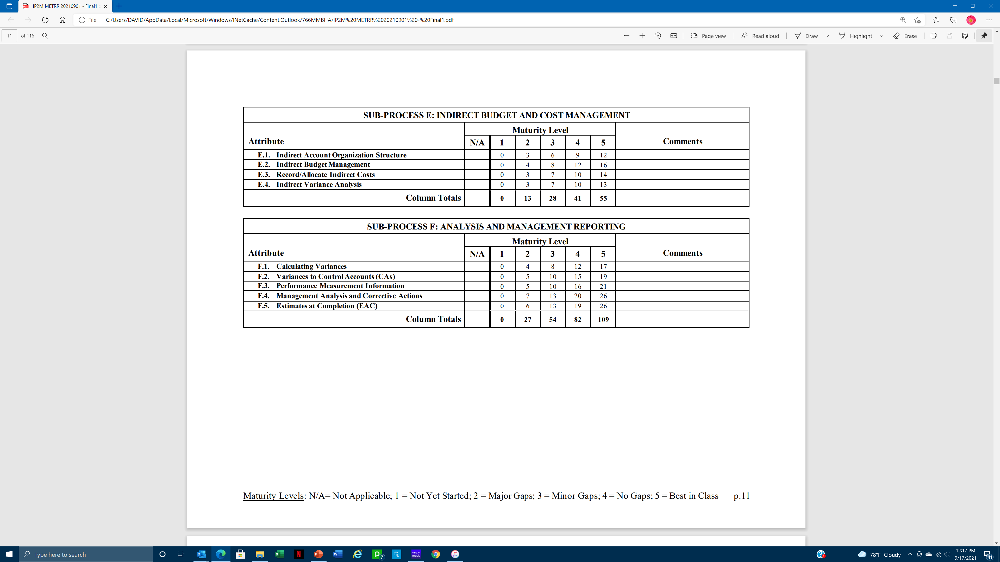 IP2M METRR 20210901 - Final1.p
File
C:/Users/DAVID/AppData/Local/Microsoft/Windows/INetCache/Content.Outlook/766MMBHA/IP2M%20METRR%2020210901%20-%20Final1.pdf
11 of 116
Page view
Read aloud
Draw
Highlight
Erase
SUB-PROCESS E: INDIRECT BUDGET AND COST MANAGEMENT
Maturity Level
Attribute N/A 1 2 3 4 5 Comments
E.1. Indirect Account Organization Structure 0 3 6 9 12
E.2. Indirect Budget Management 0 4 8 12 16
E.3. Record/Allocate Indirect Costs 0 3 7 10 14
E.4. Indirect Variance Analysis 0 3 7 10 13
Column Totals 0 13 28 41 55
SUB-PROCESS F: ANALYSIS AND MANAGEMENT REPORTING
Maturity Level
Attribute N/A 1 2 3 4 5 Comments
F.1. Calculating Variances 0 4 8 12 17
F.2. Variances to Control Accounts (CAs) 0 5 10 15 19
F.3. Performance Measurement Information 0 5 10 16 21
F.4. Management Analysis and Corrective Actions 0 7 13 20 26
F.5. Estimates at Completion (EAC) 0 6 13 19 26
Column Totals 0 27 54 82 109
Maturity Levels: N/A= Not Applicable; 1 = Not Yet Started; 2 = Major Gaps; 3 = Minor Gaps; 4 = No Gaps; 5 = Best in Class p.11
Type here to search
7
amazon music
78°F Cloudy
12:17 PM
9/17/2021
41